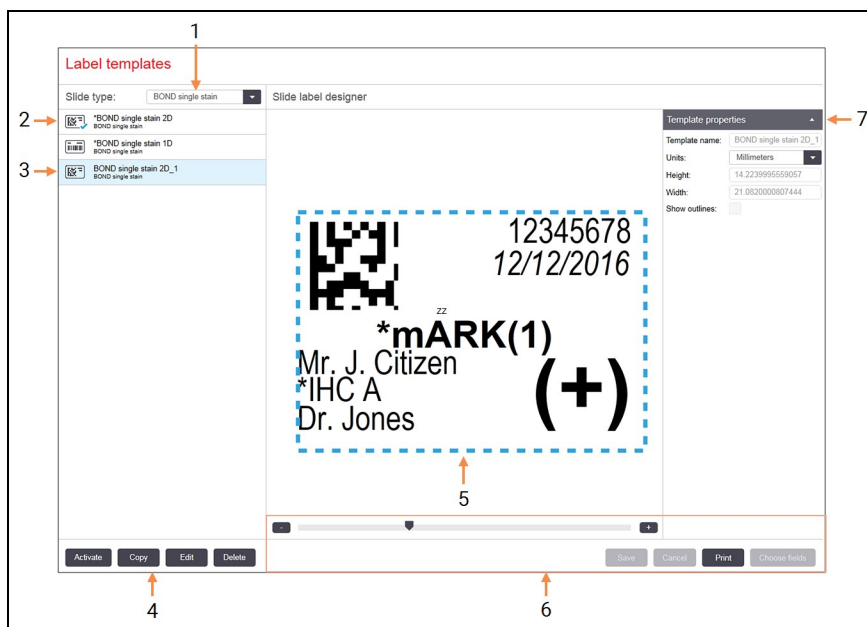 1
Label templates
Slide type: BOND single stain Slide label designer
2 *BOND single stain 2D
BOND single stain
*BOND single stain 1D
BOND single stain
3 BOND single stain 2D_1
BOND single stain
Template properties 7
Template name: BOND single stain 2D_1
Units: Millimeters
Height: 14.2239995559057
Width: 21.0820000807444
Show outlines:
12345678
12/12/2016
zz
*mARK(1)
Mr. J. Citizen
*IHC A
Dr. Jones
(+)
5
- +
Activate Copy Edit Delete Save Cancel Print Choose fields
4 6